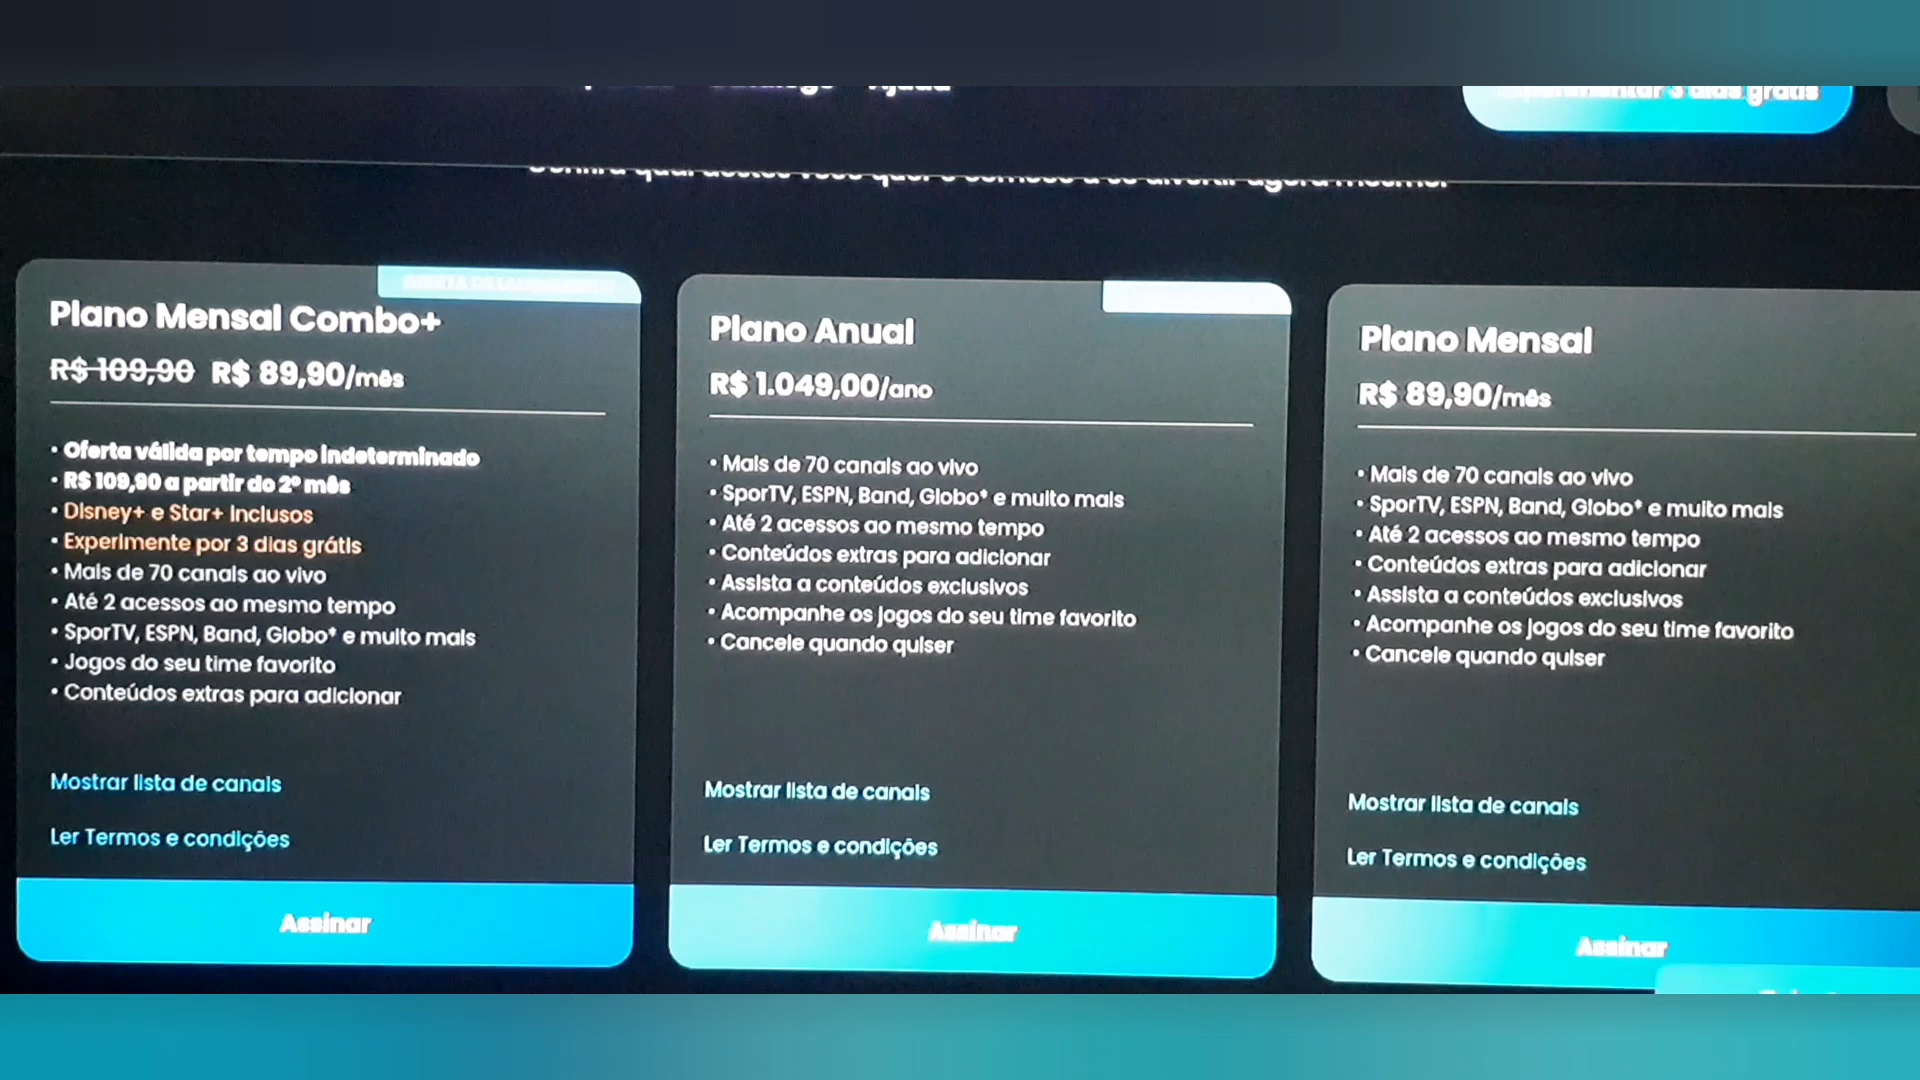 3 dias grátis
Plano Mensal Combo+
R$ 109,90 R$ 89,90/mês
• Oferta válida por tempo indeterminado
• R$ 109,90 a partir do 2º mês
• Disney+ e Star+ inclusos
• Experimente por 3 dias grátis
• Mais de 70 canais ao vivo
• Até 2 acessos ao mesmo tempo
• SporTV, ESPN, Band, Globo* e muito mais
• Jogos do seu time favorito
• Conteúdos extras para adicionar
Mostrar lista de canais
Ler Termos e condições
Assinar
Plano Anual
R$ 1.049,00/ano
• Mais de 70 canais ao vivo
• SporTV, ESPN, Band, Globo* e muito mais
• Até 2 acessos ao mesmo tempo
• Conteúdos extras para adicionar
• Assista a conteúdos exclusivos
• Acompanhe os jogos do seu time favorito
• Cancele quando quiser
Mostrar lista de canais
Ler Termos e condições
Assinar
Plano Mensal
R$ 89,90/mês
• Mais de 70 canais ao vivo
• SporTV, ESPN, Band, Globo* e muito mais
• Até 2 acessos ao mesmo tempo
• Conteúdos extras para adicionar
• Assista a conteúdos exclusivos
• Acompanhe os jogos do seu time favorito
• Cancele quando quiser
Mostrar lista de canais
Ler Termos e condições
Assinar